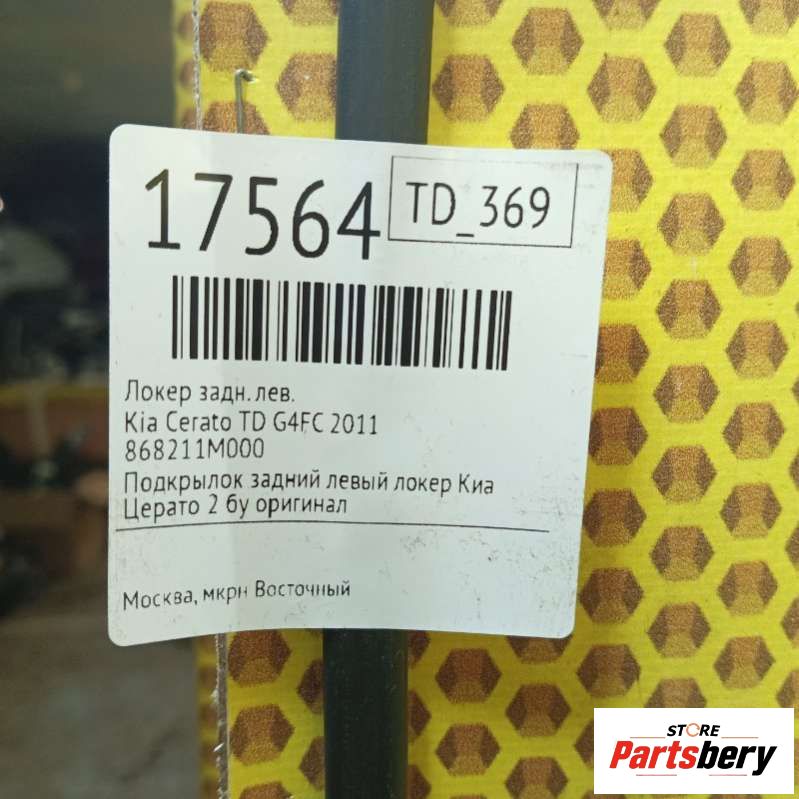 17564
TD_369
Локер задн. лев.
Kia Cerato TD G4FC 2011
868211M000
Подкрылок задний левый локер Киа
Церато 2 бу оригинал
Москва, мкрн Восточный
STORE
Partsbery